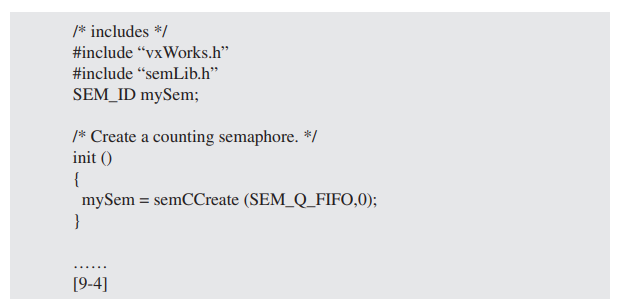 /* includes */
#include “vxWorks.h”
#include “semLib.h”
SEM_ID mySem;
/* Create a counting semaphore. */
init ()
{
mySem = semCCreate (SEM_Q_FIFO,0);
}
……
[9-4]